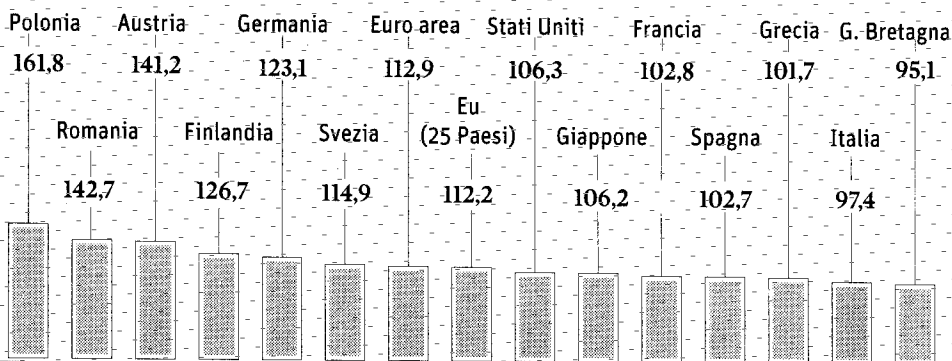 Polonia Austria Germania Euro area Stati Uniti Francia Grecia G. Bretagna
161,8 141,2 123,1 112,9 106,3 102,8 101,7 95,1
Romania Finlandia Svezia Eu (25 Paesi) Giappone Spagna Italia
142,7 126,7 114,9 112,2 106,2 102,7 97,4